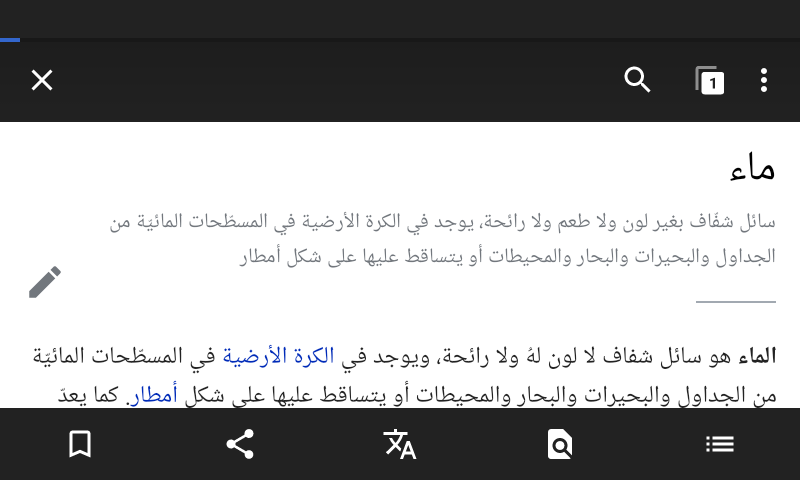 1
ماء
سائل شفّاف بغير لون ولا طعم ولا رائحة، يوجد في الكرة الأرضية في المسطّحات المائيّة من
الجداول والبحيرات والبحار والمحيطات أو يتساقط عليها على شكل أمطار
الماء هو سائل شفاف لا لون لهُ ولا رائحة، ويوجد في الكرة الأرضية في المسطّحات المائيّة
من الجداول والبحيرات والبحار والمحيطات أو يتساقط عليها على شكل أمطار. كما يعدّ